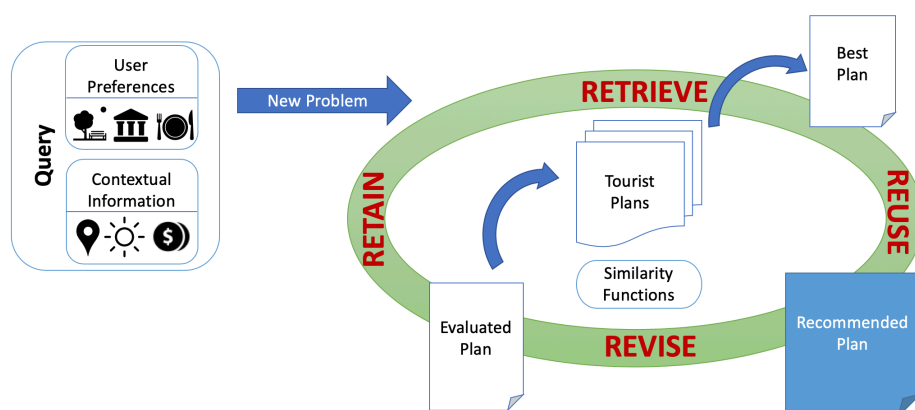 Query
User
Preferences
Contextual
Information
$
New Problem
RETRIEVE
Best
Plan
Tourist
Plans
RETAIN
REUSE
Similarity
Functions
Evaluated
Plan
REVISE
Recommended
Plan